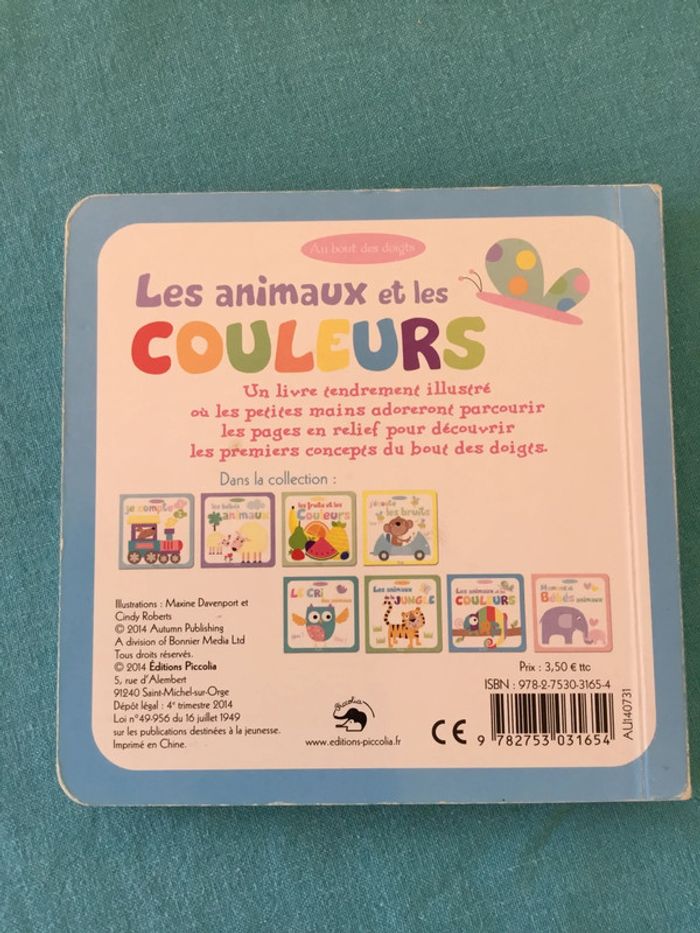 Au bout des doigts
Les animaux et les
COULEURS
Un livre tendrement illustré
où les petites mains adoreront parcourir
les pages en relief pour découvrir
les premiers concepts du bout des doigts.
Dans la collection :
je compte
les bébés
animaux
les fruits et les
Couleurs
j'écoute
les bruits
LE CRI
des animaux
Les animaux
de la
JUNGLE
Les animaux et les
COULEURS
Mamans &
Bébés
animaux
Illustrations : Maxine Davenport et
Cindy Roberts
© 2014 Autumn Publishing
A division of Bonnier Media Ltd
Tous droits réservés.
© 2014 Éditions Piccolia
5, rue d'Alembert
91240 Saint-Michel-sur-Orge
Dépôt légal : 4e trimestre 2014
Loi n°49-956 du 16 juillet 1949
sur les publications destinées à la jeunesse.
Imprimé en Chine.
Piccolia
www.editions-piccolia.fr
CE
Prix : 3,50 € ttc
ISBN : 978-2-7530-3165-4
9 782753 031654
AU140731